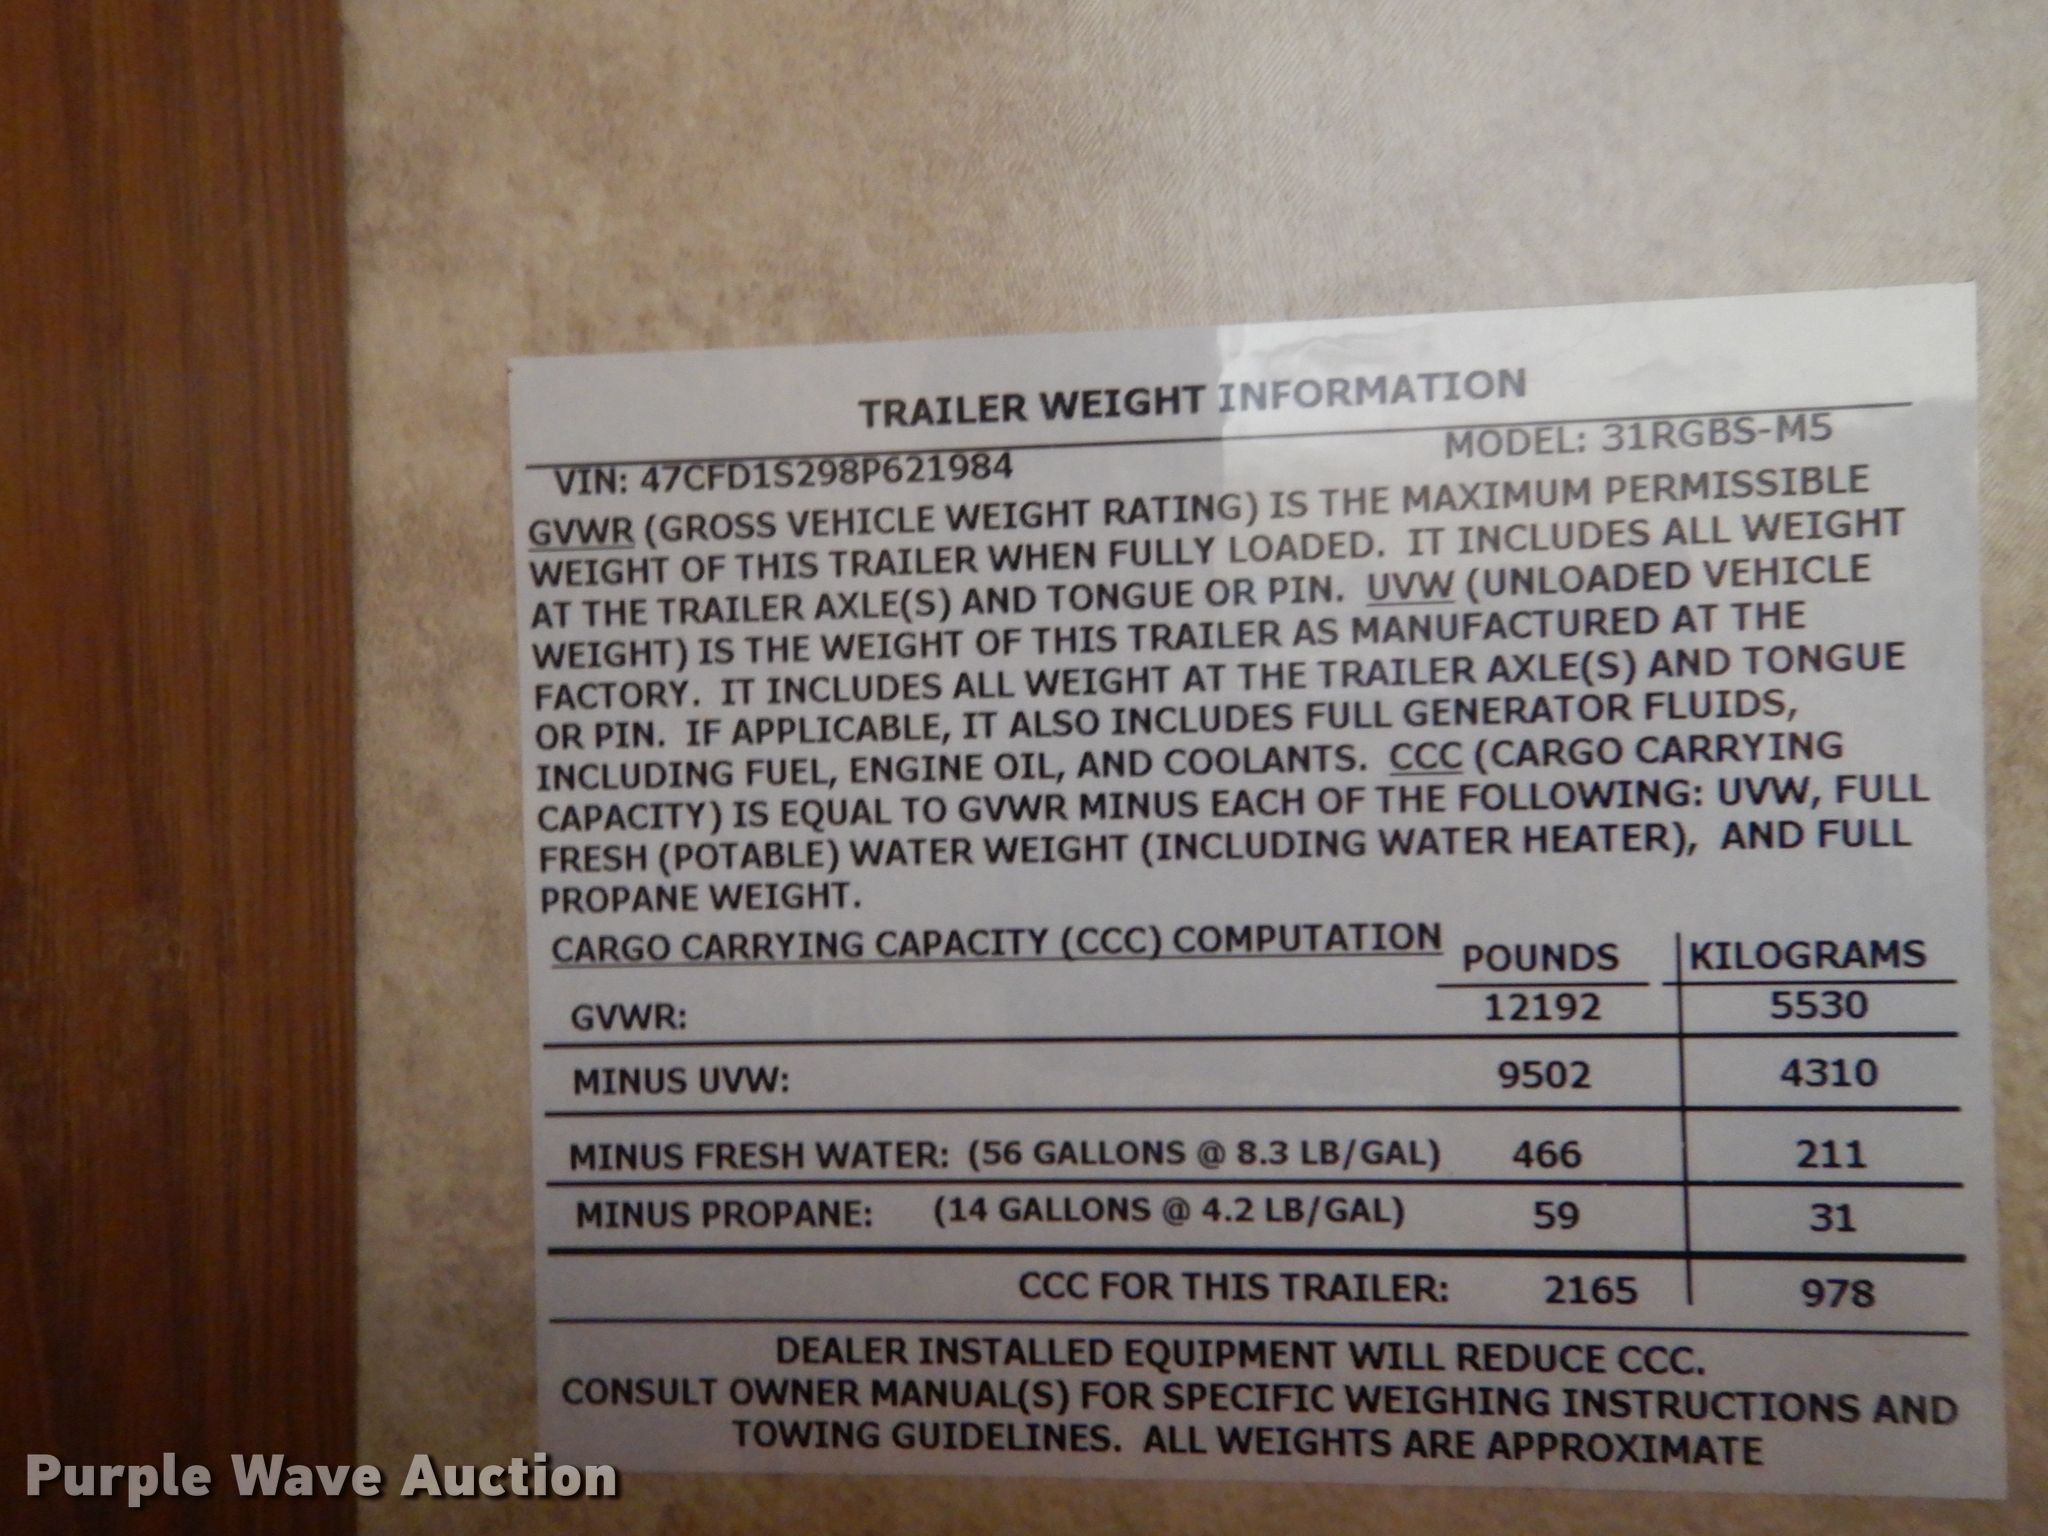 TRAILER WEIGHT INFORMATION
VIN: 47CFD1S298P621984 MODEL: 31RGBS-M5
GVWR (GROSS VEHICLE WEIGHT RATING) IS THE MAXIMUM PERMISSIBLE
WEIGHT OF THIS TRAILER WHEN FULLY LOADED. IT INCLUDES ALL WEIGHT
AT THE TRAILER AXLE(S) AND TONGUE OR PIN. UVW (UNLOADED VEHICLE
WEIGHT) IS THE WEIGHT OF THIS TRAILER AS MANUFACTURED AT THE
FACTORY. IT INCLUDES ALL WEIGHT AT THE TRAILER AXLE(S) AND TONGUE
OR PIN. IF APPLICABLE, IT ALSO INCLUDES FULL GENERATOR FLUIDS,
INCLUDING FUEL, ENGINE OIL, AND COOLANTS. CCC (CARGO CARRYING
CAPACITY) IS EQUAL TO GVWR MINUS EACH OF THE FOLLOWING: UVW, FULL
FRESH (POTABLE) WATER WEIGHT (INCLUDING WATER HEATER), AND FULL
PROPANE WEIGHT.
CARGO CARRYING CAPACITY (CCC) COMPUTATION POUNDS KILOGRAMS
GVWR: 12192 5530
MINUS UVW: 9502 4310
MINUS FRESH WATER: (56 GALLONS @ 8.3 LB/GAL) 466 211
MINUS PROPANE: (14 GALLONS @ 4.2 LB/GAL) 59 31
CCC FOR THIS TRAILER: 2165 978
DEALER INSTALLED EQUIPMENT WILL REDUCE CCC.
CONSULT OWNER MANUAL(S) FOR SPECIFIC WEIGHING INSTRUCTIONS AND
TOWING GUIDELINES. ALL WEIGHTS ARE APPROXIMATE
Purple Wave Auction